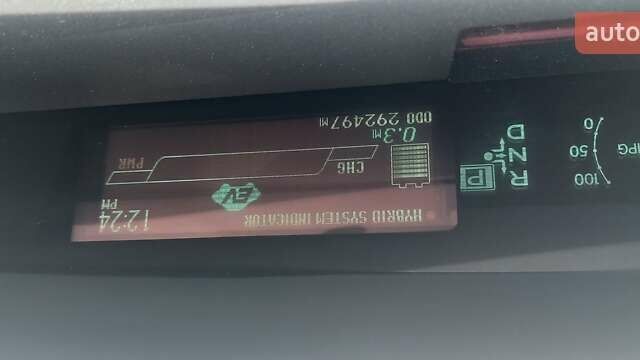 HYBRID SYSTEM INDICATOR
12:24 PM
EV
CHG
PWR
0.3 MI
ODO 292497 MI
P
R
N
D
100
50
0
MPG
auto